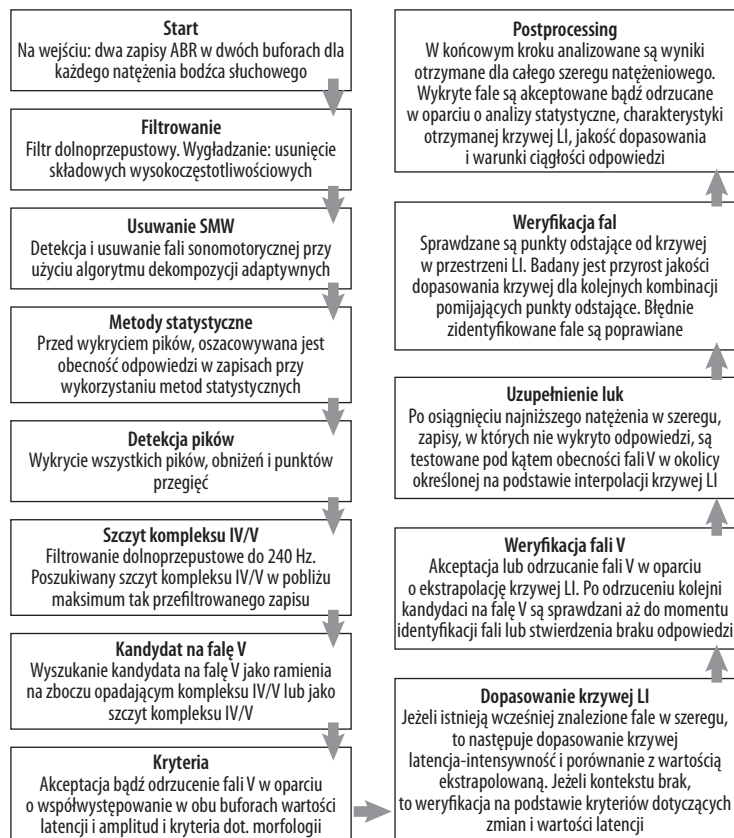 Start
Na wejściu: dwa zapisy ABR w dwóch buforach dla
każdego natężenia bodźca słuchowego
Filtrowanie
Filtr dolnoprzepustowy. Wygładzanie: usunięcie
składowych wysokoczęstotliwościowych
Usuwanie SMW
Detekcja i usuwanie fali sonomotorycznej przy
użyciu algorytmu dekompozycji adaptywnych
Metody statystyczne
Przed wykryciem pików, oszacowywana jest
obecność odpowiedzi w zapisach przy
wykorzystaniu metod statystycznych
Detekcja pików
Wykrycie wszystkich pików, obniżeń i punktów
przegięć
Szczyt kompleksu IV/V
Filtrowanie dolnoprzepustowe do 240 Hz.
Poszukiwany szczyt kompleksu IV/V w pobliżu
maksimum tak przefiltrowanego zapisu
Kandydat na falę V
Wyszukanie kandydata na falę V jako ramienia
na zboczu opadającym kompleksu IV/V lub jako
szczyt kompleksu IV/V
Kryteria
Akceptacja bądź odrzucenie fali V w oparciu
o współwystępowanie w obu buforach wartości
latencji i amplitud i kryteria dot. morfologii
Dopasowanie krzywej LI
Jeżeli istnieją wcześniej znalezione fale w szeregu,
to następuje dopasowanie krzywej
latencja-intensywność i porównanie z wartością
ekstrapolowaną. Jeżeli kontekstu brak,
to weryfikacja na podstawie kryteriów dotyczących
zmian i wartości latencji
Weryfikacja fali V
Akceptacja lub odrzucanie fali V w oparciu
o ekstrapolację krzywej LI. Po odrzuceniu kolejni
kandydaci na falę V są sprawdzani aż do momentu
identyfikacji fali lub stwierdzenia braku odpowiedzi
Uzupełnienie luk
Po osiągnięciu najniższego natężenia w szeregu,
zapisy, w których nie wykryto odpowiedzi, są
testowane pod kątem obecności fali V w okolicy
określonej na podstawie interpolacji krzywej LI
Weryfikacja fal
Sprawdzane są punkty odstające od krzywej
w przestrzeni LI. Badany jest przyrost jakości
dopasowania krzywej dla kolejnych kombinacji
pomijających punkty odstające. Błędnie
zidentyfikowane fale są poprawiane
Postprocessing
W końcowym kroku analizowane są wyniki
otrzymane dla całego szeregu natężeniowego.
Wykryte fale są akceptowane bądź odrzucane
w oparciu o analizy statystyczne, charakterystyki
otrzymanej krzywej LI, jakość dopasowania
i warunki ciągłości odpowiedzi